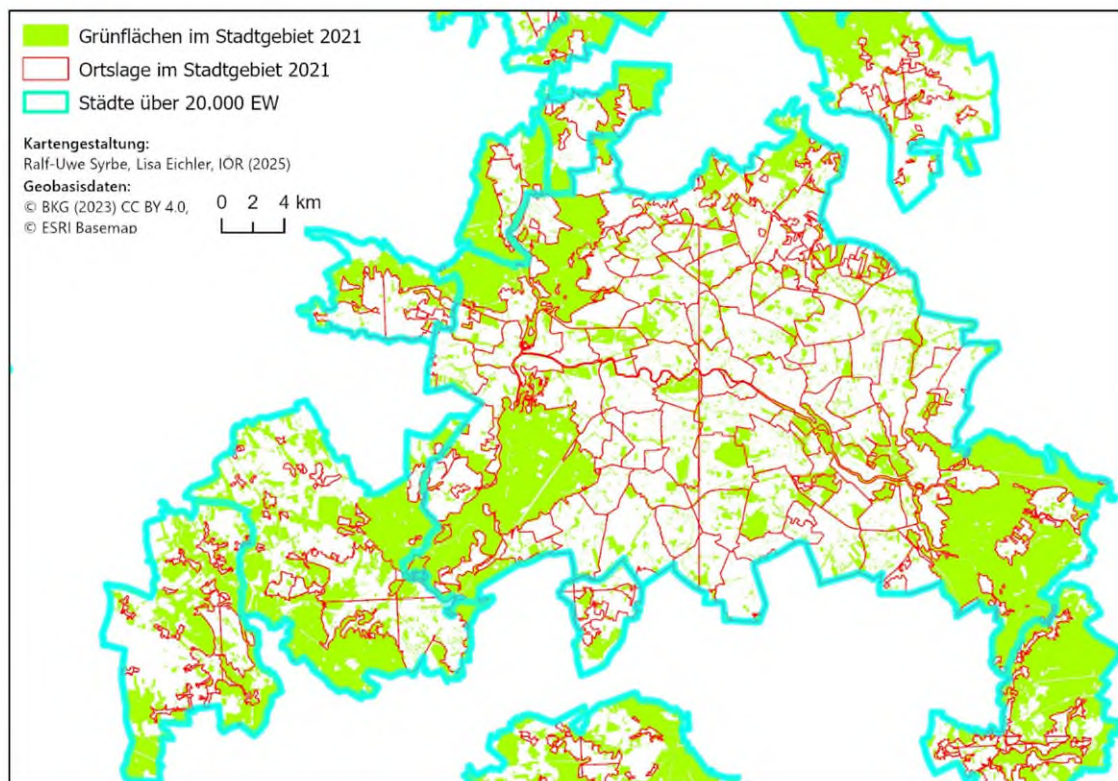 Grünflächen im Stadtgebiet 2021
Ortslage im Stadtgebiet 2021
Städte über 20.000 EW
Kartengestaltung:
Ralf-Uwe Syrbe, Lisa Eichler, IÖR (2025)
Geobasisdaten:
© BKG (2023) CC BY 4.0,
© ESRI Basemap
0 2 4 km